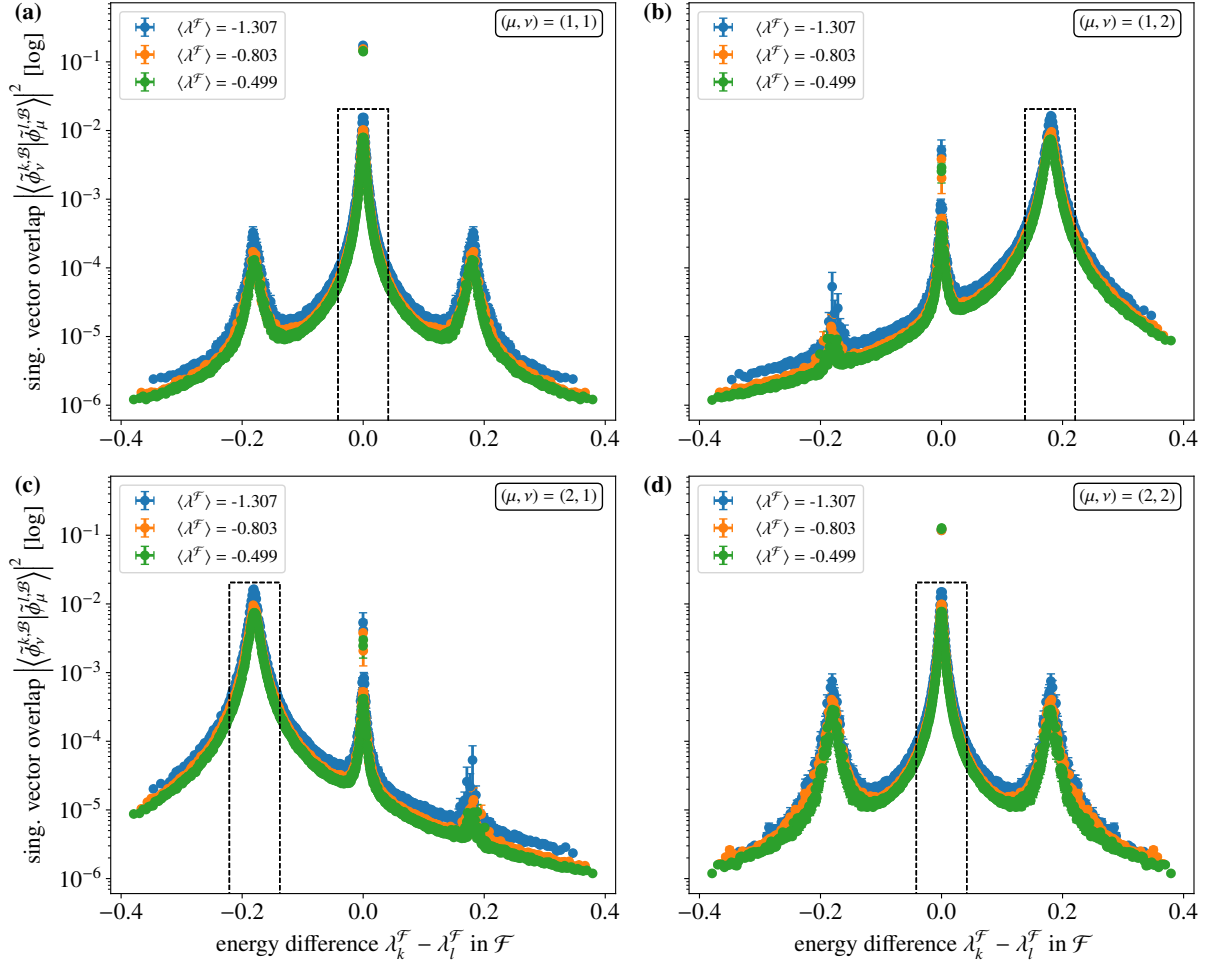 (a)
(μ, ν) = (1, 1)
⟨λ^ℱ⟩ = -1.307
⟨λ^ℱ⟩ = -0.803
⟨λ^ℱ⟩ = -0.499
sing. vector overlap |⟨φ̃_ν^{k,ℬ}|φ̃_μ^{l,ℬ}⟩|² [log]
10⁻¹
10⁻²
10⁻³
10⁻⁴
10⁻⁵
10⁻⁶
−0.4 −0.2 0.0 0.2 0.4
(b)
(μ, ν) = (1, 2)
⟨λ^ℱ⟩ = -1.307
⟨λ^ℱ⟩ = -0.803
⟨λ^ℱ⟩ = -0.499
−0.4 −0.2 0.0 0.2 0.4
(c)
(μ, ν) = (2, 1)
⟨λ^ℱ⟩ = -1.307
⟨λ^ℱ⟩ = -0.803
⟨λ^ℱ⟩ = -0.499
sing. vector overlap |⟨φ̃_ν^{k,ℬ}|φ̃_μ^{l,ℬ}⟩|² [log]
10⁻¹
10⁻²
10⁻³
10⁻⁴
10⁻⁵
10⁻⁶
−0.4 −0.2 0.0 0.2 0.4
energy difference λ_k^ℱ − λ_l^ℱ in ℱ
(d)
(μ, ν) = (2, 2)
⟨λ^ℱ⟩ = -1.307
⟨λ^ℱ⟩ = -0.803
⟨λ^ℱ⟩ = -0.499
−0.4 −0.2 0.0 0.2 0.4
energy difference λ_k^ℱ − λ_l^ℱ in ℱ